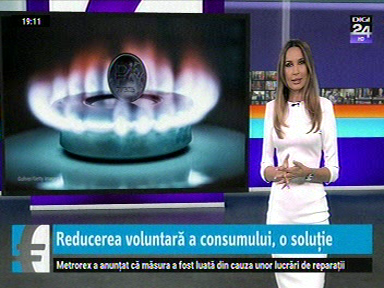 19:11
DIGI
24
HD
Reducerea voluntară a consumului, o soluție
Metrorex a anunțat că măsura a fost luată din cauza unor lucrări de reparații